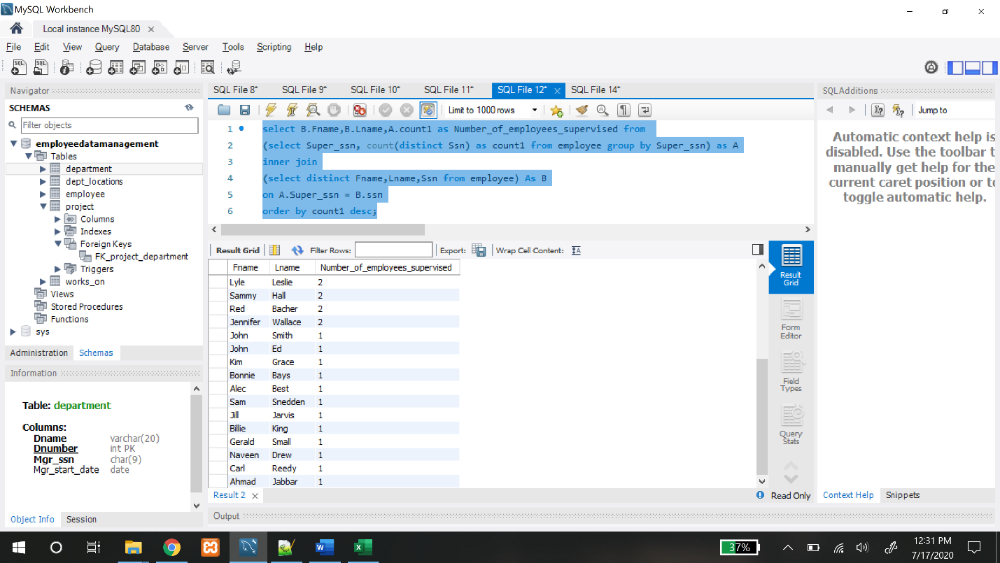 MySQL Workbench
Local instance MySQL80
File Edit View Query Database Server Tools Scripting Help
Navigator
SCHEMAS
Filter objects
employeedatamanagement
Tables
department
dept_locations
employee
project
Columns
Indexes
Foreign Keys
FK_project_department
Triggers
works_on
Views
Stored Procedures
Functions
sys
Administration Schemas
Information
Table: department
Columns:
Dname varchar(20)
Dnumber int PK
Mgr_ssn char(9)
Mgr_start_date date
Object Info Session
SQL File 8* SQL File 9* SQL File 10* SQL File 11* SQL File 12* SQL File 14*
Limit to 1000 rows
1 select B.Fname,B.Lname,A.count1 as Number_of_employees_supervised from
2 (select Super_ssn, count(distinct Ssn) as count1 from employee group by Super_ssn) as A
3 inner join
4 (select distinct Fname,Lname,Ssn from employee) As B
5 on A.Super_ssn = B.ssn
6 order by count1 desc;
Result Grid Filter Rows: Export: Wrap Cell Content:
Fname Lname Number_of_employees_supervised
Lyle Leslie 2
Sammy Hall 2
Red Bacher 2
Jennifer Wallace 2
John Smith 1
John Ed 1
Kim Grace 1
Bonnie Bays 1
Alec Best 1
Sam Snedden 1
Jill Jarvis 1
Billie King 1
Gerald Small 1
Naveen Drew 1
Carl Reedy 1
Ahmad Jabbar 1
Result
Grid
Form
Editor
Field
Types
Query
Stats
Result 2
Read Only
Output
SQLAdditions
Jump to
Automatic context help is
disabled. Use the toolbar t
manually get help for the
current caret position or to
toggle automatic help.
Context Help Snippets
37%
12:31 PM
7/17/2020